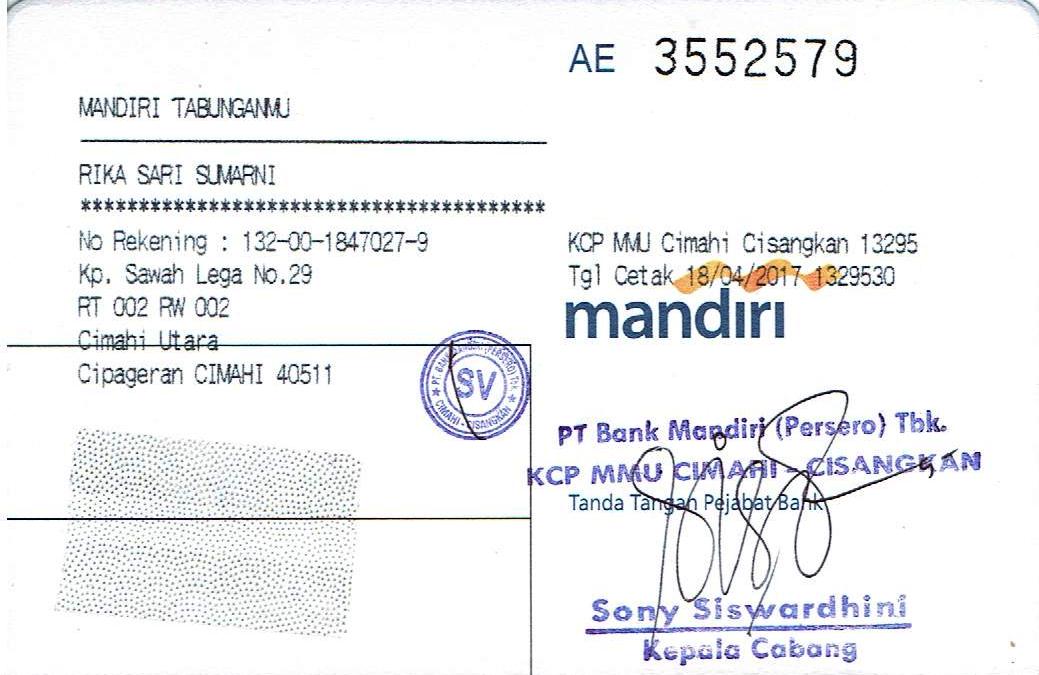 AE 3552579
MANDIRI TABUNGANMU
RIKA SARI SUMARNI
****************************************
No Rekening : 132-00-1847027-9
Kp. Sawah Lega No.29
RT 002 RW 002
Cimahi Utara
Cipageran CIMAHI 40511
KCP MMU Cimahi Cisangkan 13295
Tgl Cetak 18/04/2017 1329530
mandiri
PT BANK MANDIRI (PERSERO) Tbk.
SV
CIMAHI - CISANGKAN
PT Bank Mandiri (Persero) Tbk.
KCP MMU CIMAHI - CISANGKAN
Tanda Tangan Pejabat Bank
Sony Siswardhini
Kepala Cabang